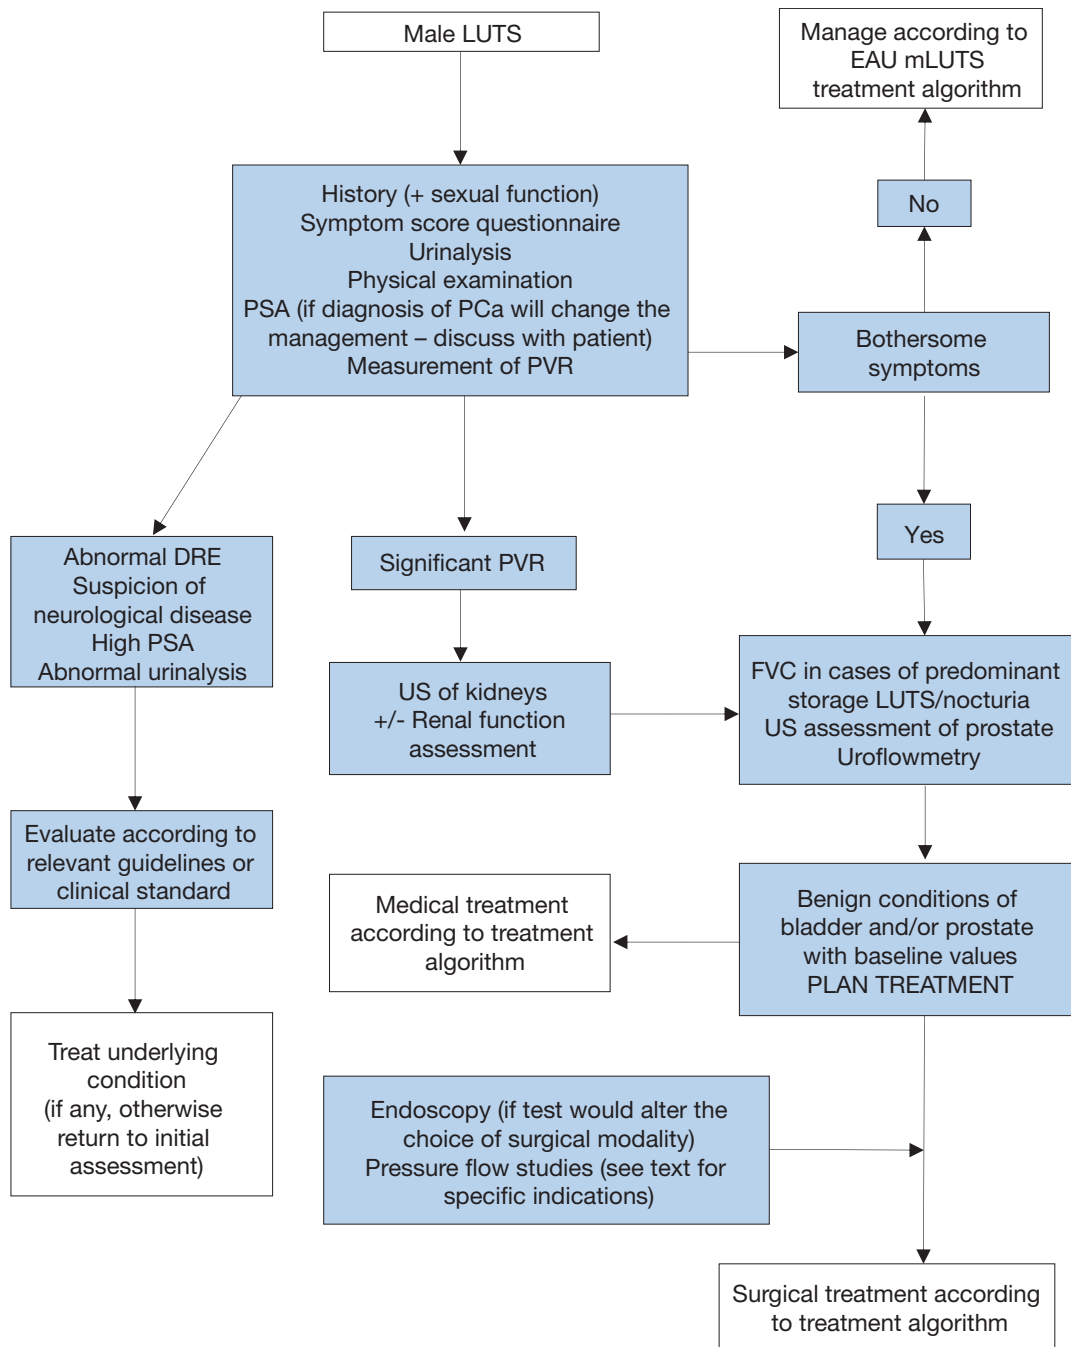 Male LUTS
Manage according to
EAU mLUTS
treatment algorithm
History (+ sexual function)
Symptom score questionnaire
Urinalysis
Physical examination
PSA (if diagnosis of PCa will change the
management – discuss with patient)
Measurement of PVR
No
Bothersome
symptoms
Yes
Abnormal DRE
Suspicion of
neurological disease
High PSA
Abnormal urinalysis
Significant PVR
US of kidneys
+/- Renal function
assessment
FVC in cases of predominant
storage LUTS/nocturia
US assessment of prostate
Uroflowmetry
Evaluate according to
relevant guidelines or
clinical standard
Medical treatment
according to treatment
algorithm
Benign conditions of
bladder and/or prostate
with baseline values
PLAN TREATMENT
Treat underlying
condition
(if any, otherwise
return to initial
assessment)
Endoscopy (if test would alter the
choice of surgical modality)
Pressure flow studies (see text for
specific indications)
Surgical treatment according
to treatment algorithm